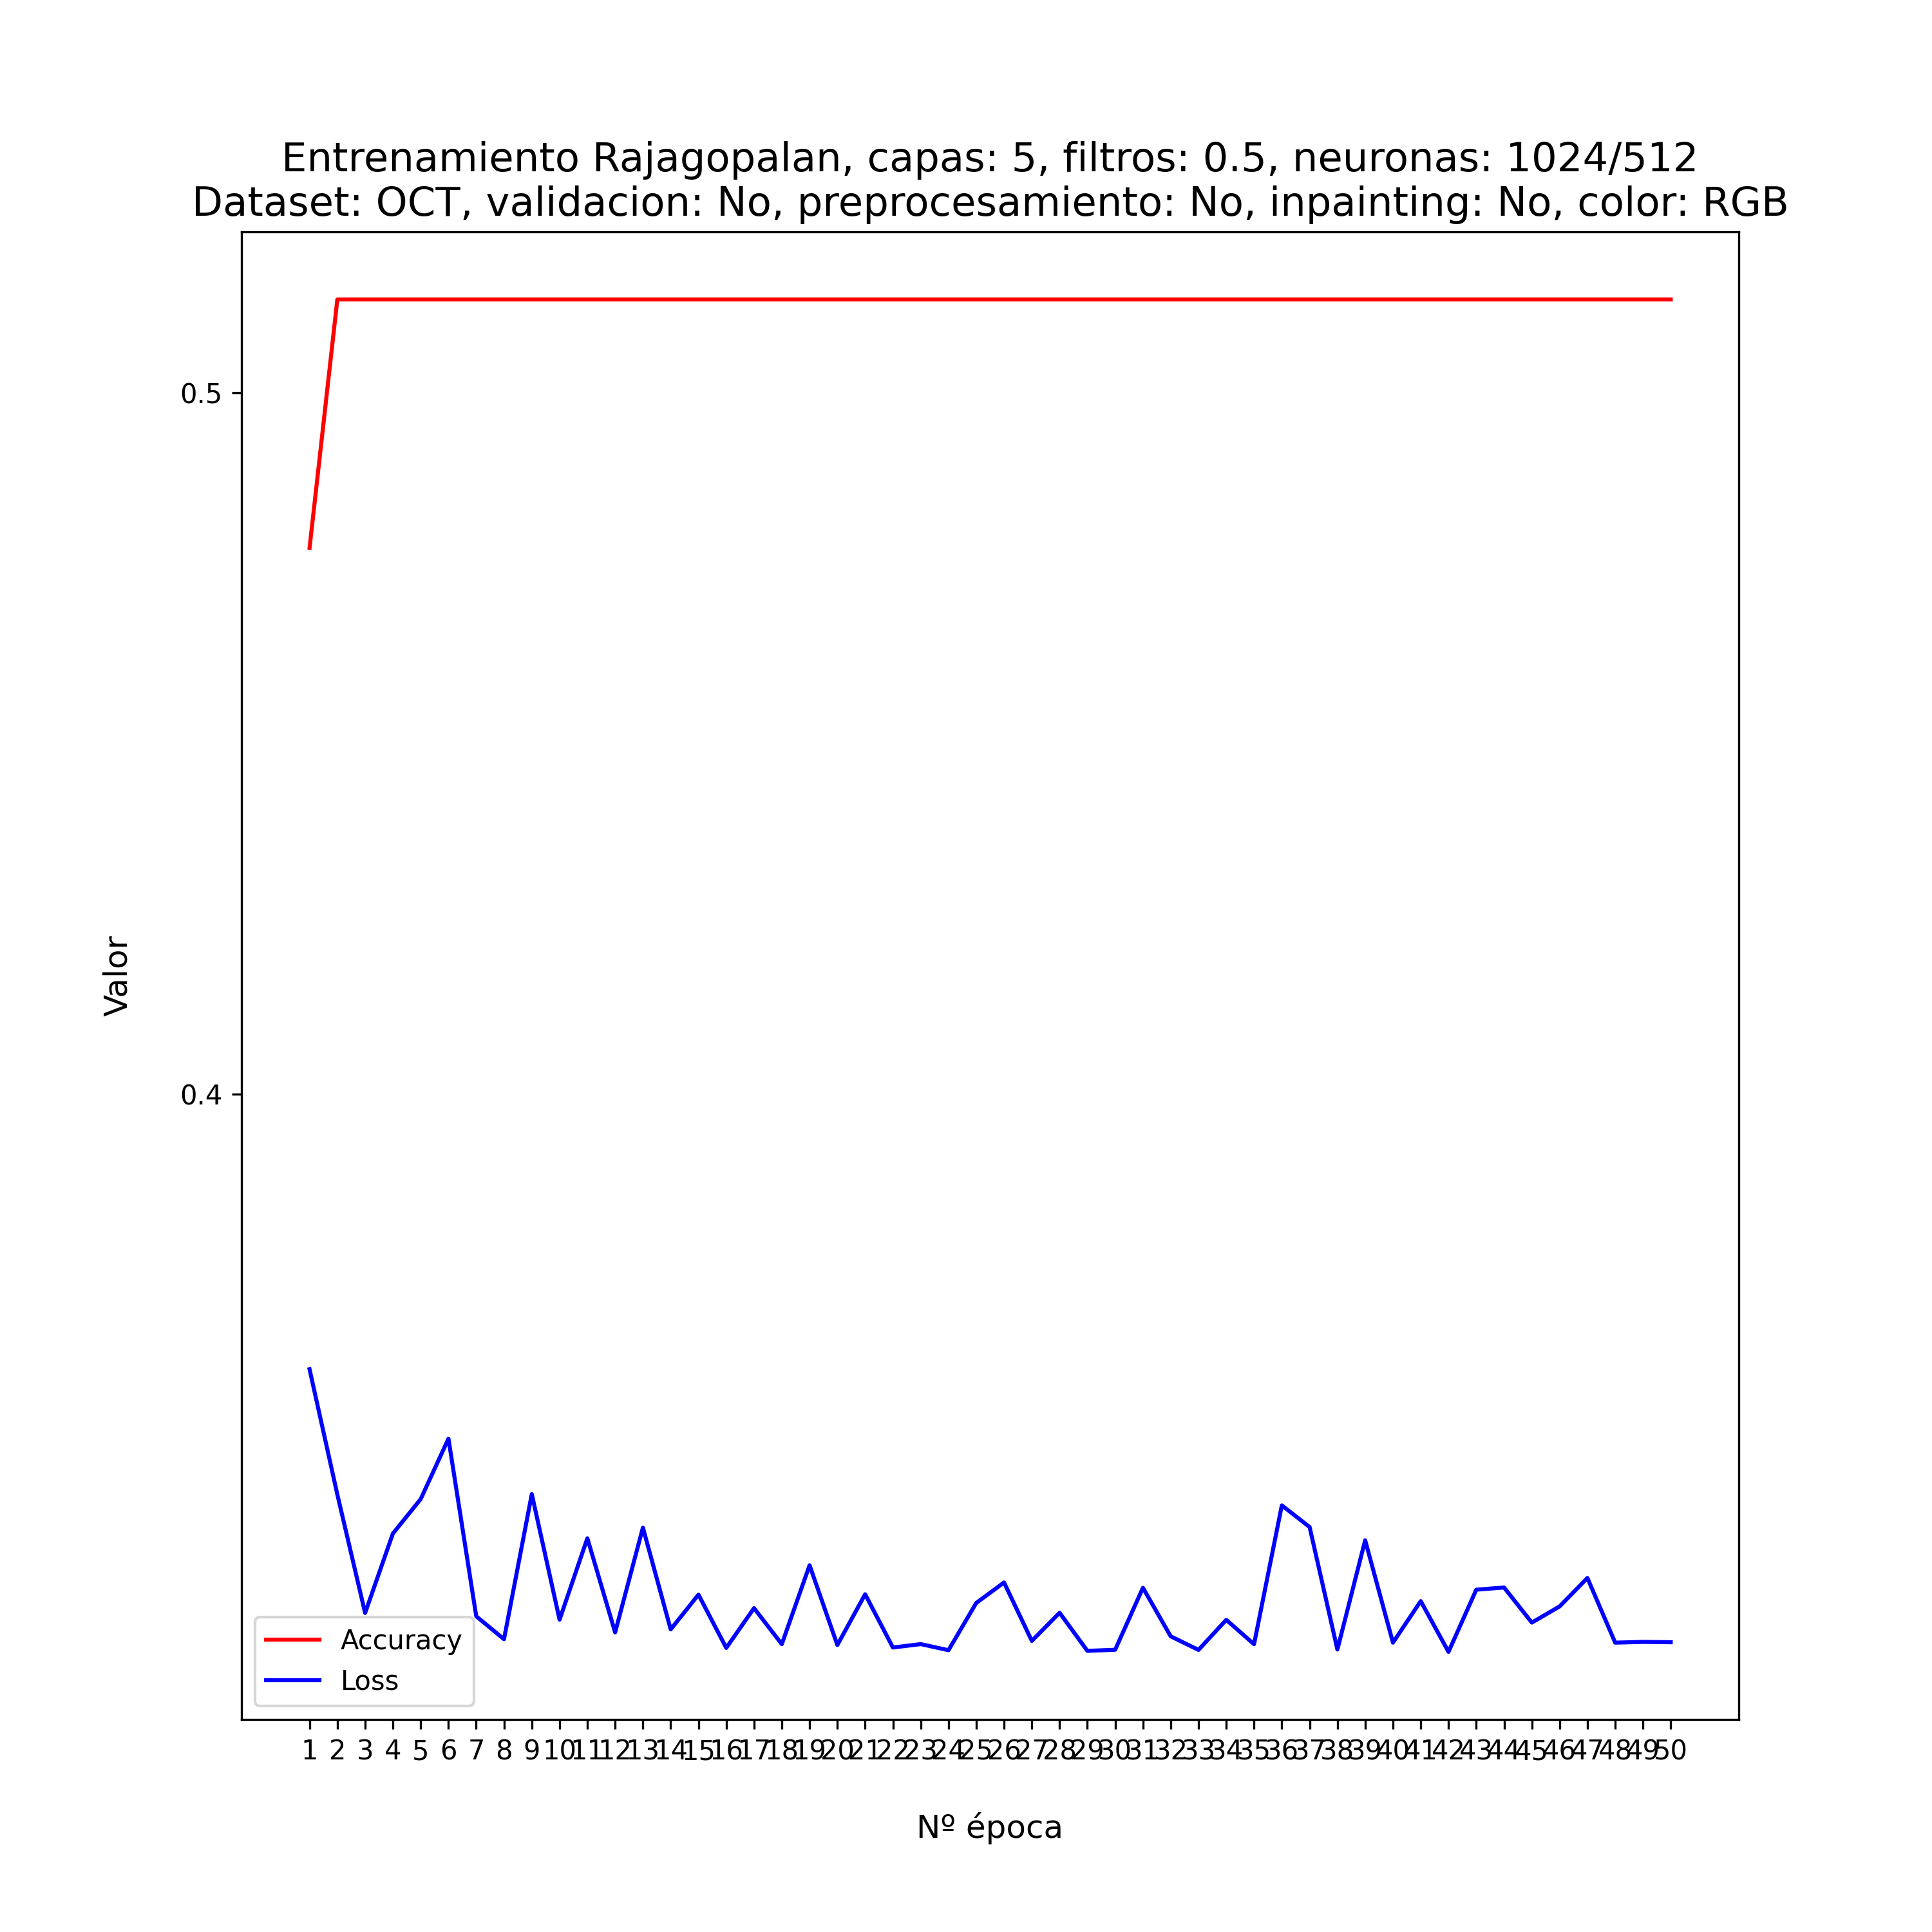 Entrenamiento Rajagopalan, capas: 5, filtros: 0.5, neuronas: 1024/512
Dataset: OCT, validacion: No, preprocesamiento: No, inpainting: No, color: RGB
0.5
0.4
Valor
Accuracy
Loss
1 2 3 4 5 6 7 8 9 10 11 12 13 14 15 16 17 18 19 20 21 22 23 24 25 26 27 28 29 30 31 32 33 34 35 36 37 38 39 40 41 42 43 44 45 46 47 48 49 50
Nº época